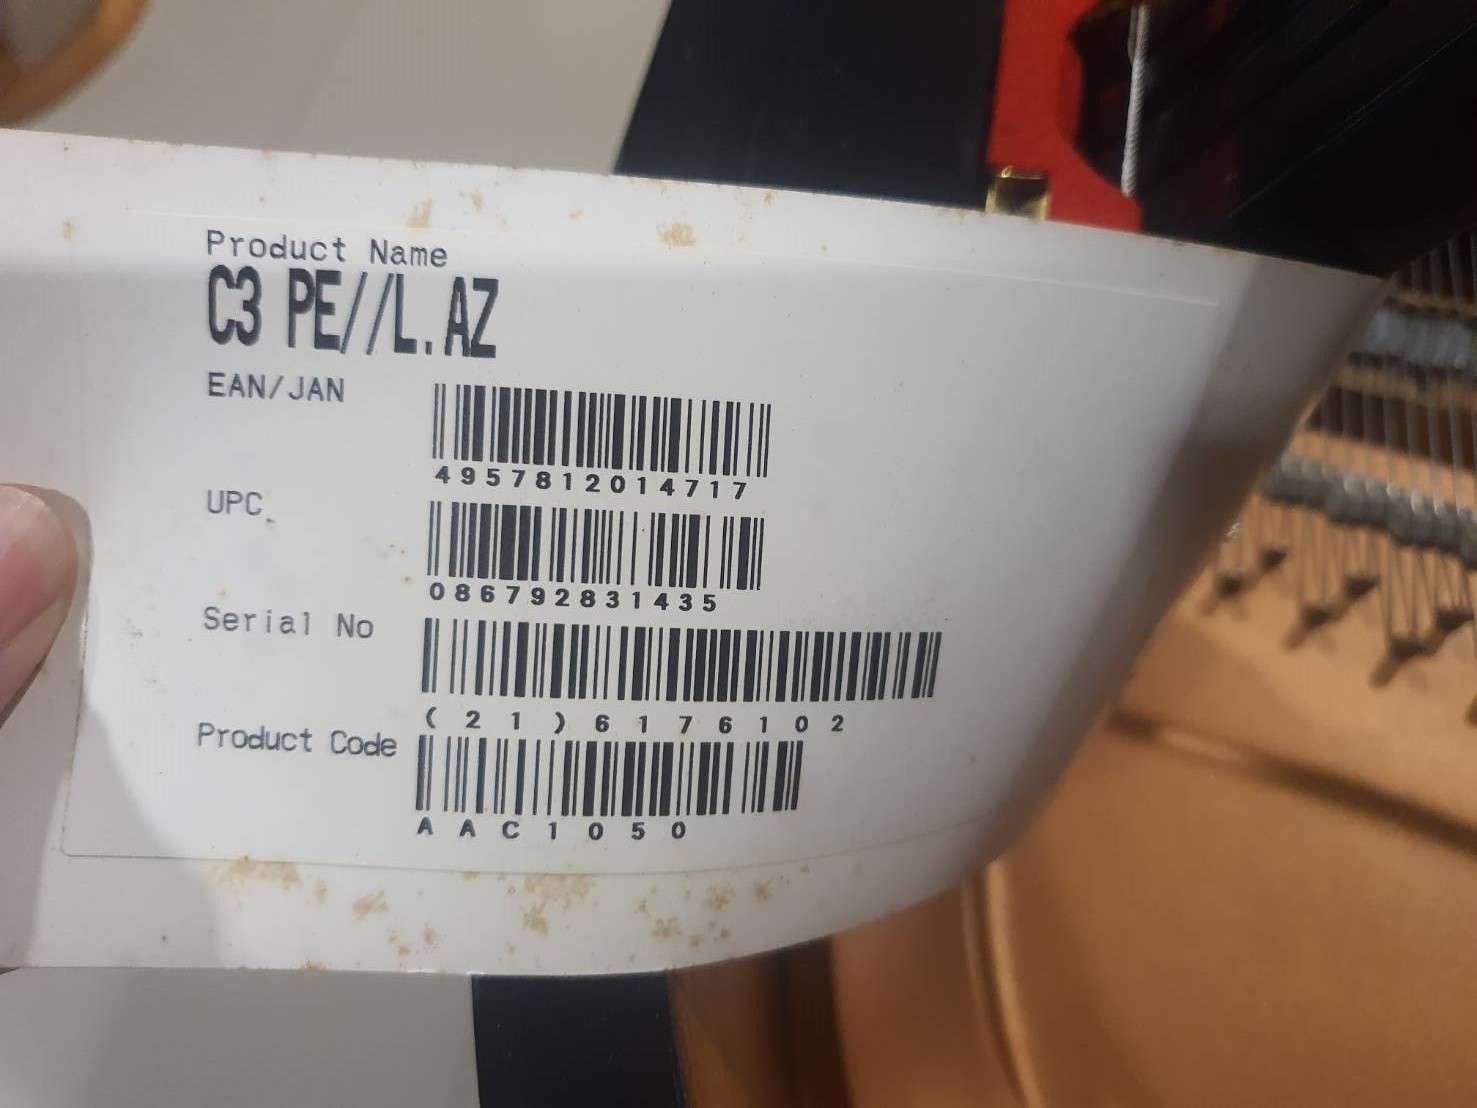 Product Name
C3 PE//L.AZ
EAN/JAN
4957812014717
UPC
086792831435
Serial No
(21)6176102
Product Code
AAC1050